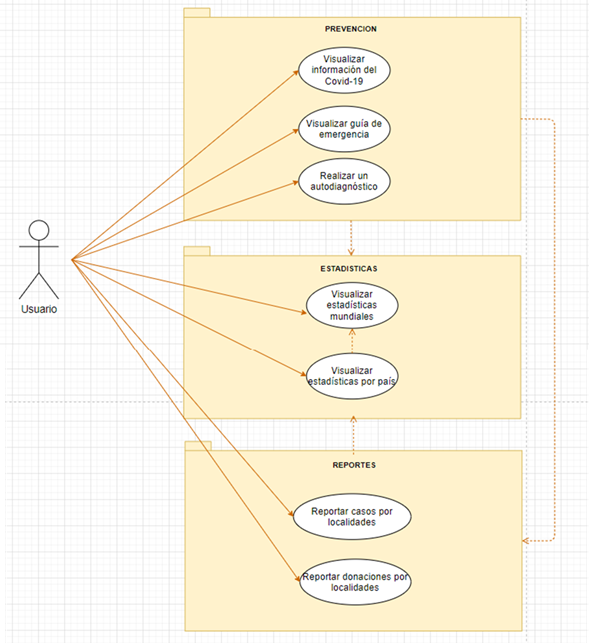 PREVENCION
Visualizar
información del
Covid-19
Visualizar guía de
emergencia
Realizar un
autodiagnóstico
Usuario
ESTADISTICAS
Visualizar
estadísticas
mundiales
Visualizar
estadísticas por país
REPORTES
Reportar casos por
localidades
Reportar donaciones por
localidades